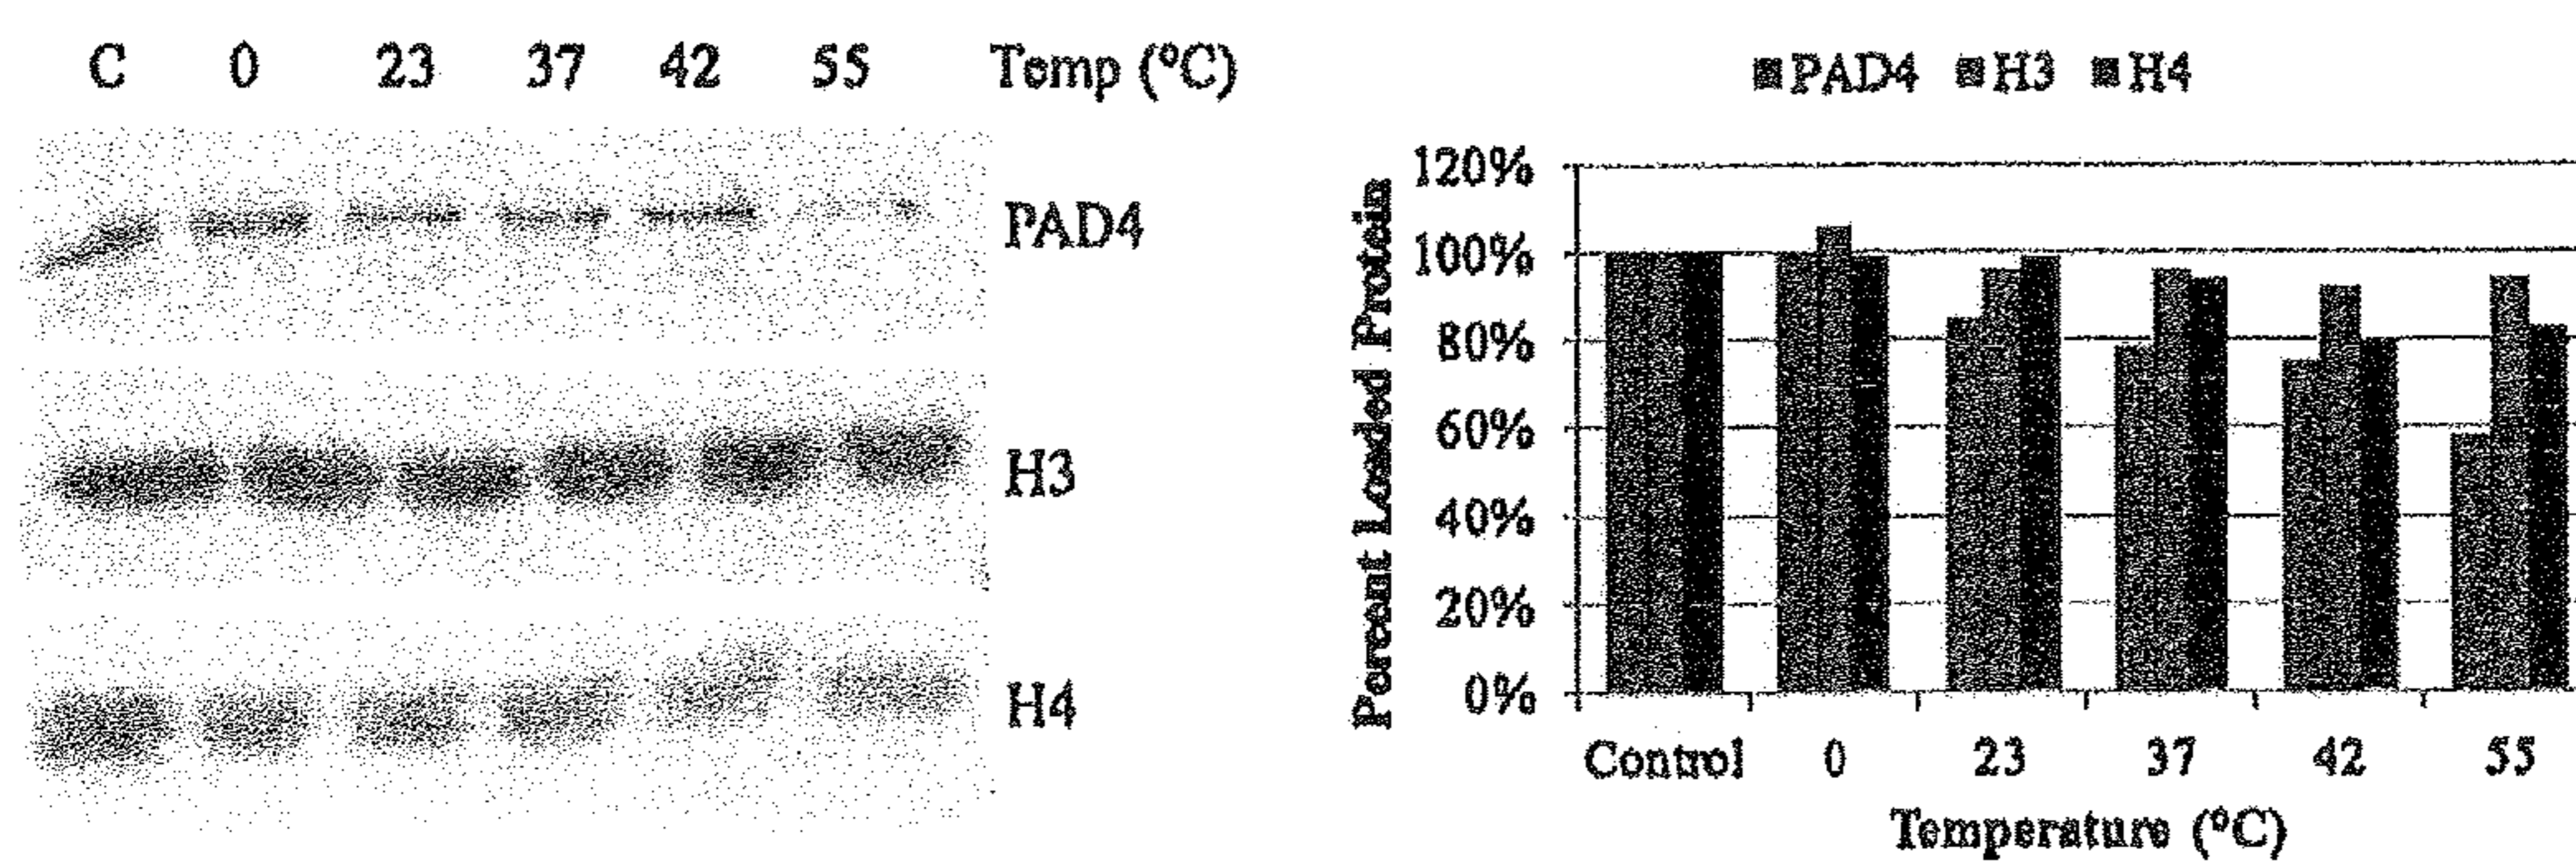 C 0 23 37 42 55 Temp (°C)
PAD4
H3
H4
PAD4 H3 H4
Percent Loaded Protein
120%
100%
80%
60%
40%
20%
0%
Control 0 23 37 42 55
Temperature (°C)